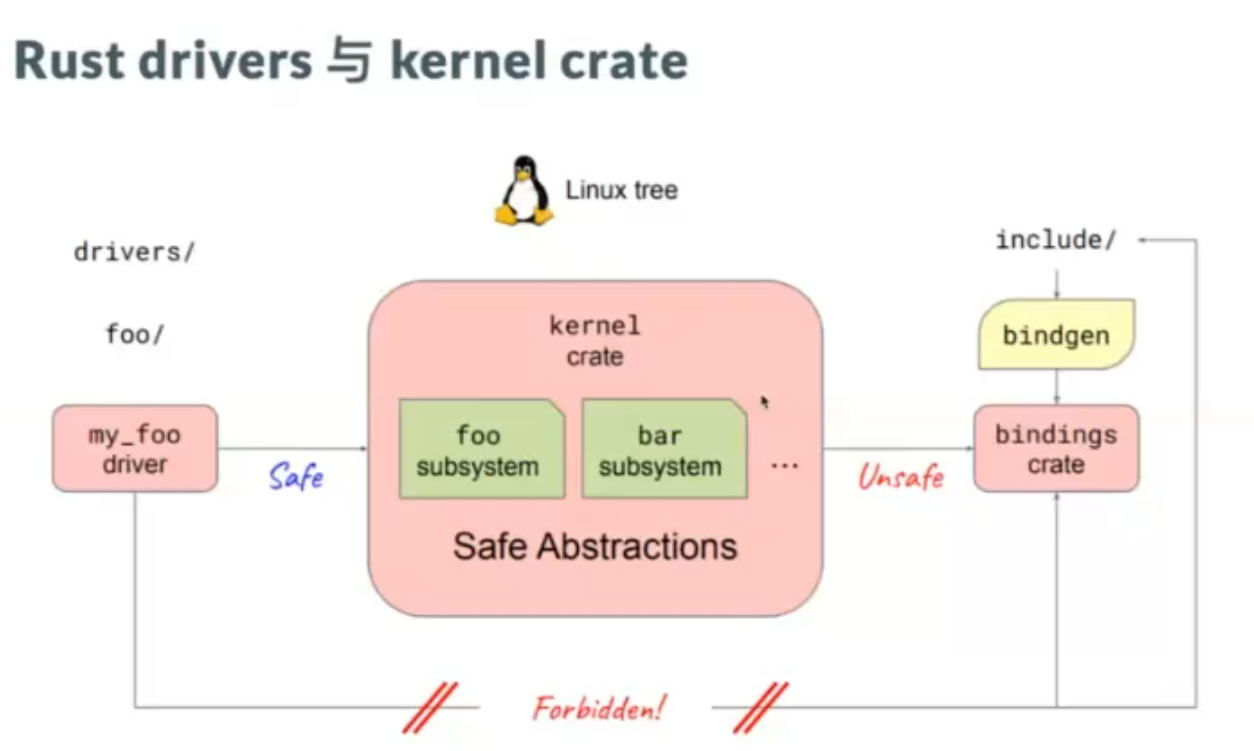 Rust drivers 与 kernel crate
Linux tree
drivers/
foo/
my_foo
driver
Safe
kernel
crate
foo
subsystem
bar
subsystem
...
Safe Abstractions
Unsafe
include/
bindgen
bindings
crate
Forbidden!